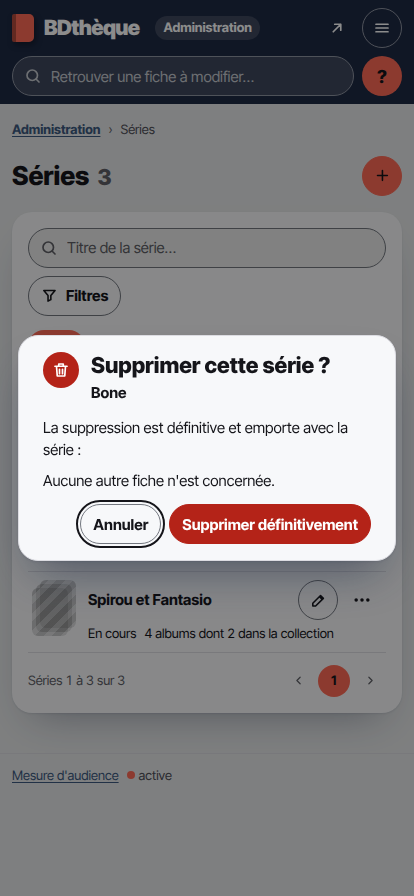 BDthèque Administration
Retrouver une fiche à modifier…
?
Administration › Séries
Séries 3
+
Titre de la série…
Filtres
Supprimer cette série ?
Bone
La suppression est définitive et emporte avec la
série :
Aucune autre fiche n'est concernée.
Annuler Supprimer définitivement
Spirou et Fantasio
En cours 4 albums dont 2 dans la collection
Séries 1 à 3 sur 3
1
Mesure d'audience active